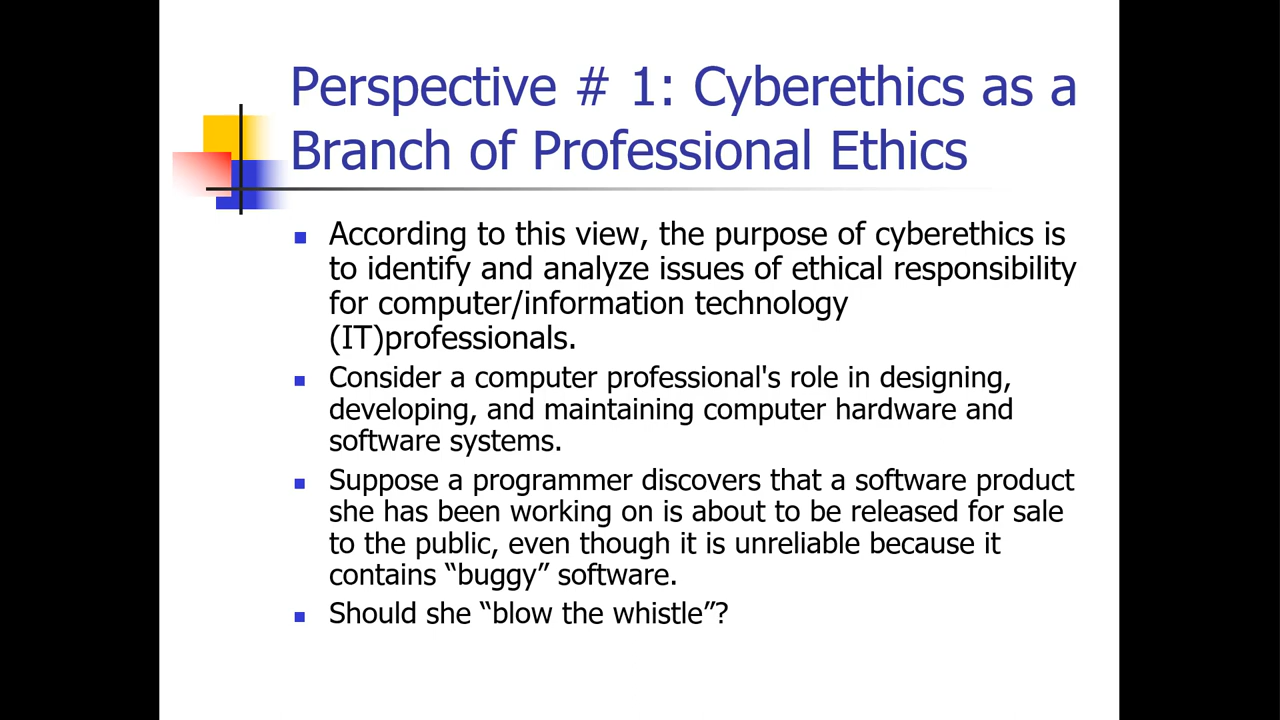 Perspective # 1: Cyberethics as a
Branch of Professional Ethics
According to this view, the purpose of cyberethics is
to identify and analyze issues of ethical responsibility
for computer/information technology
(IT)professionals.
Consider a computer professional's role in designing,
developing, and maintaining computer hardware and
software systems.
Suppose a programmer discovers that a software product
she has been working on is about to be released for sale
to the public, even though it is unreliable because it
contains “buggy” software.
Should she “blow the whistle”?